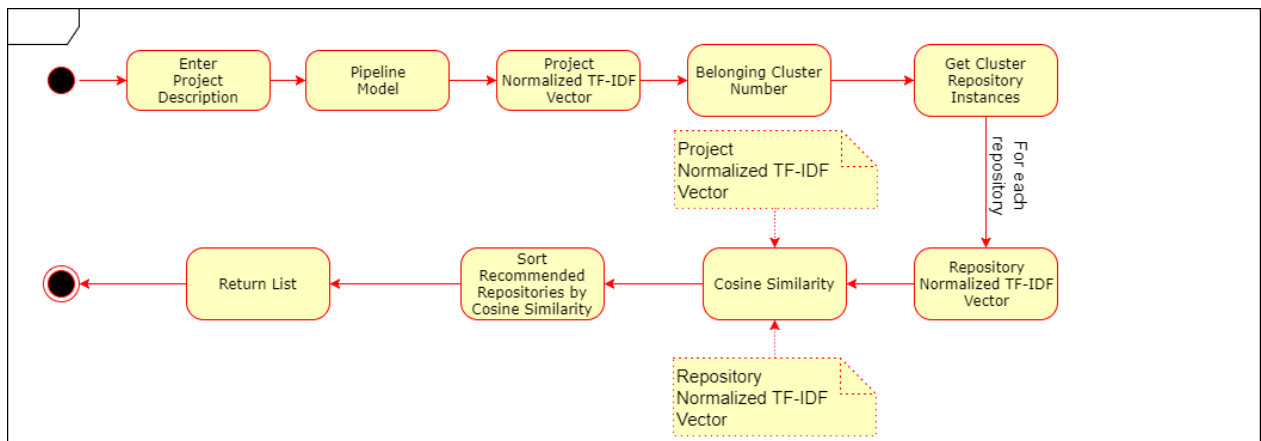 Enter
Project
Description
Pipeline
Model
Project
Normalized TF-IDF
Vector
Belonging Cluster
Number
Get Cluster
Repository
Instances
For each
repository
Project
Normalized TF-IDF
Vector
Return List
Sort
Recommended
Repositories by
Cosine Similarity
Cosine Similarity
Repository
Normalized TF-IDF
Vector
Repository
Normalized TF-IDF
Vector